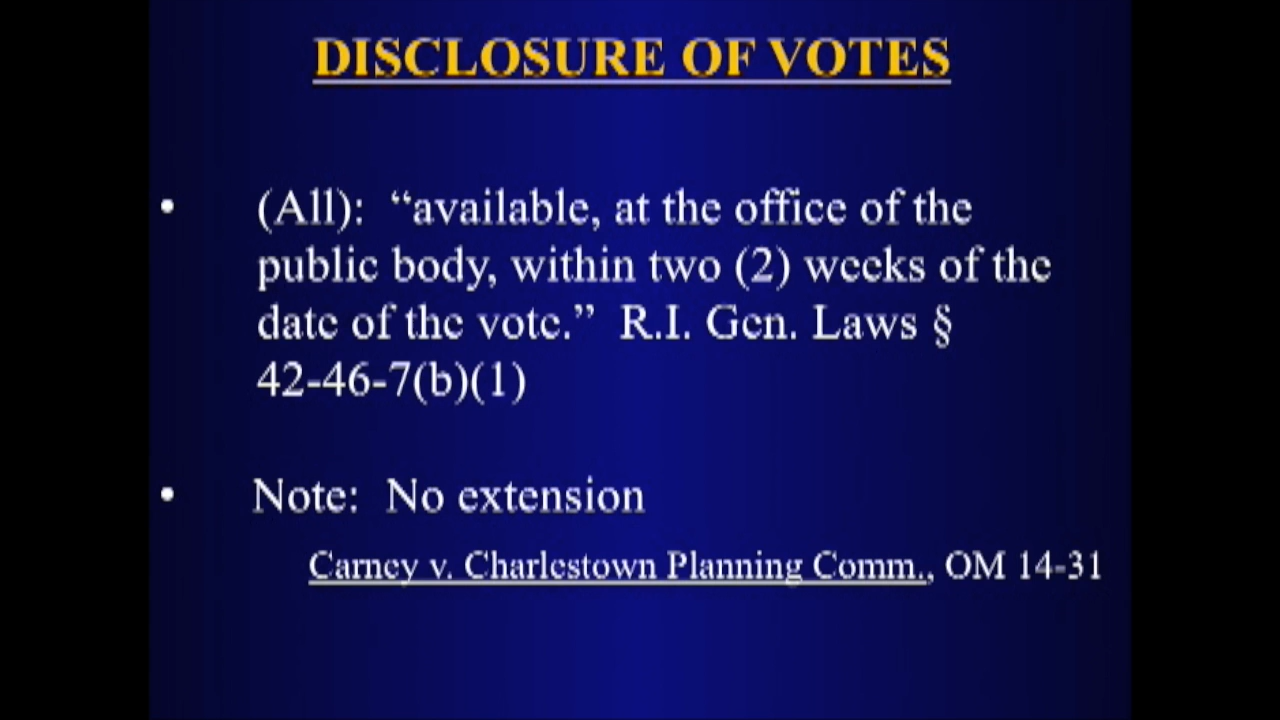 DISCLOSURE OF VOTES
• (All): “available, at the office of the
public body, within two (2) weeks of the
date of the vote.” R.I. Gen. Laws §
42-46-7(b)(1)
• Note: No extension
Carney v. Charlestown Planning Comm., OM 14-31